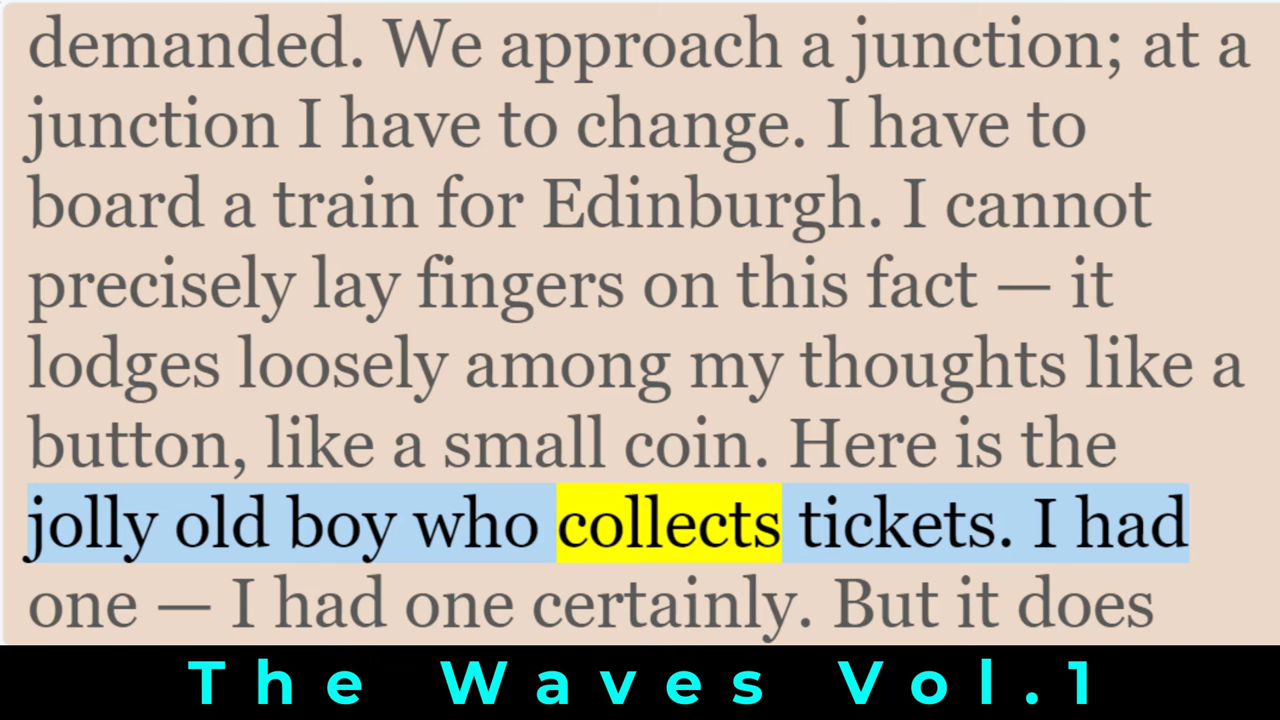 demanded. We approach a junction; at a
junction I have to change. I have to
board a train for Edinburgh. I cannot
precisely lay fingers on this fact — it
lodges loosely among my thoughts like a
button, like a small coin. Here is the
jolly old boy who collects tickets. I had
one — I had one certainly. But it does
The Waves Vol.1